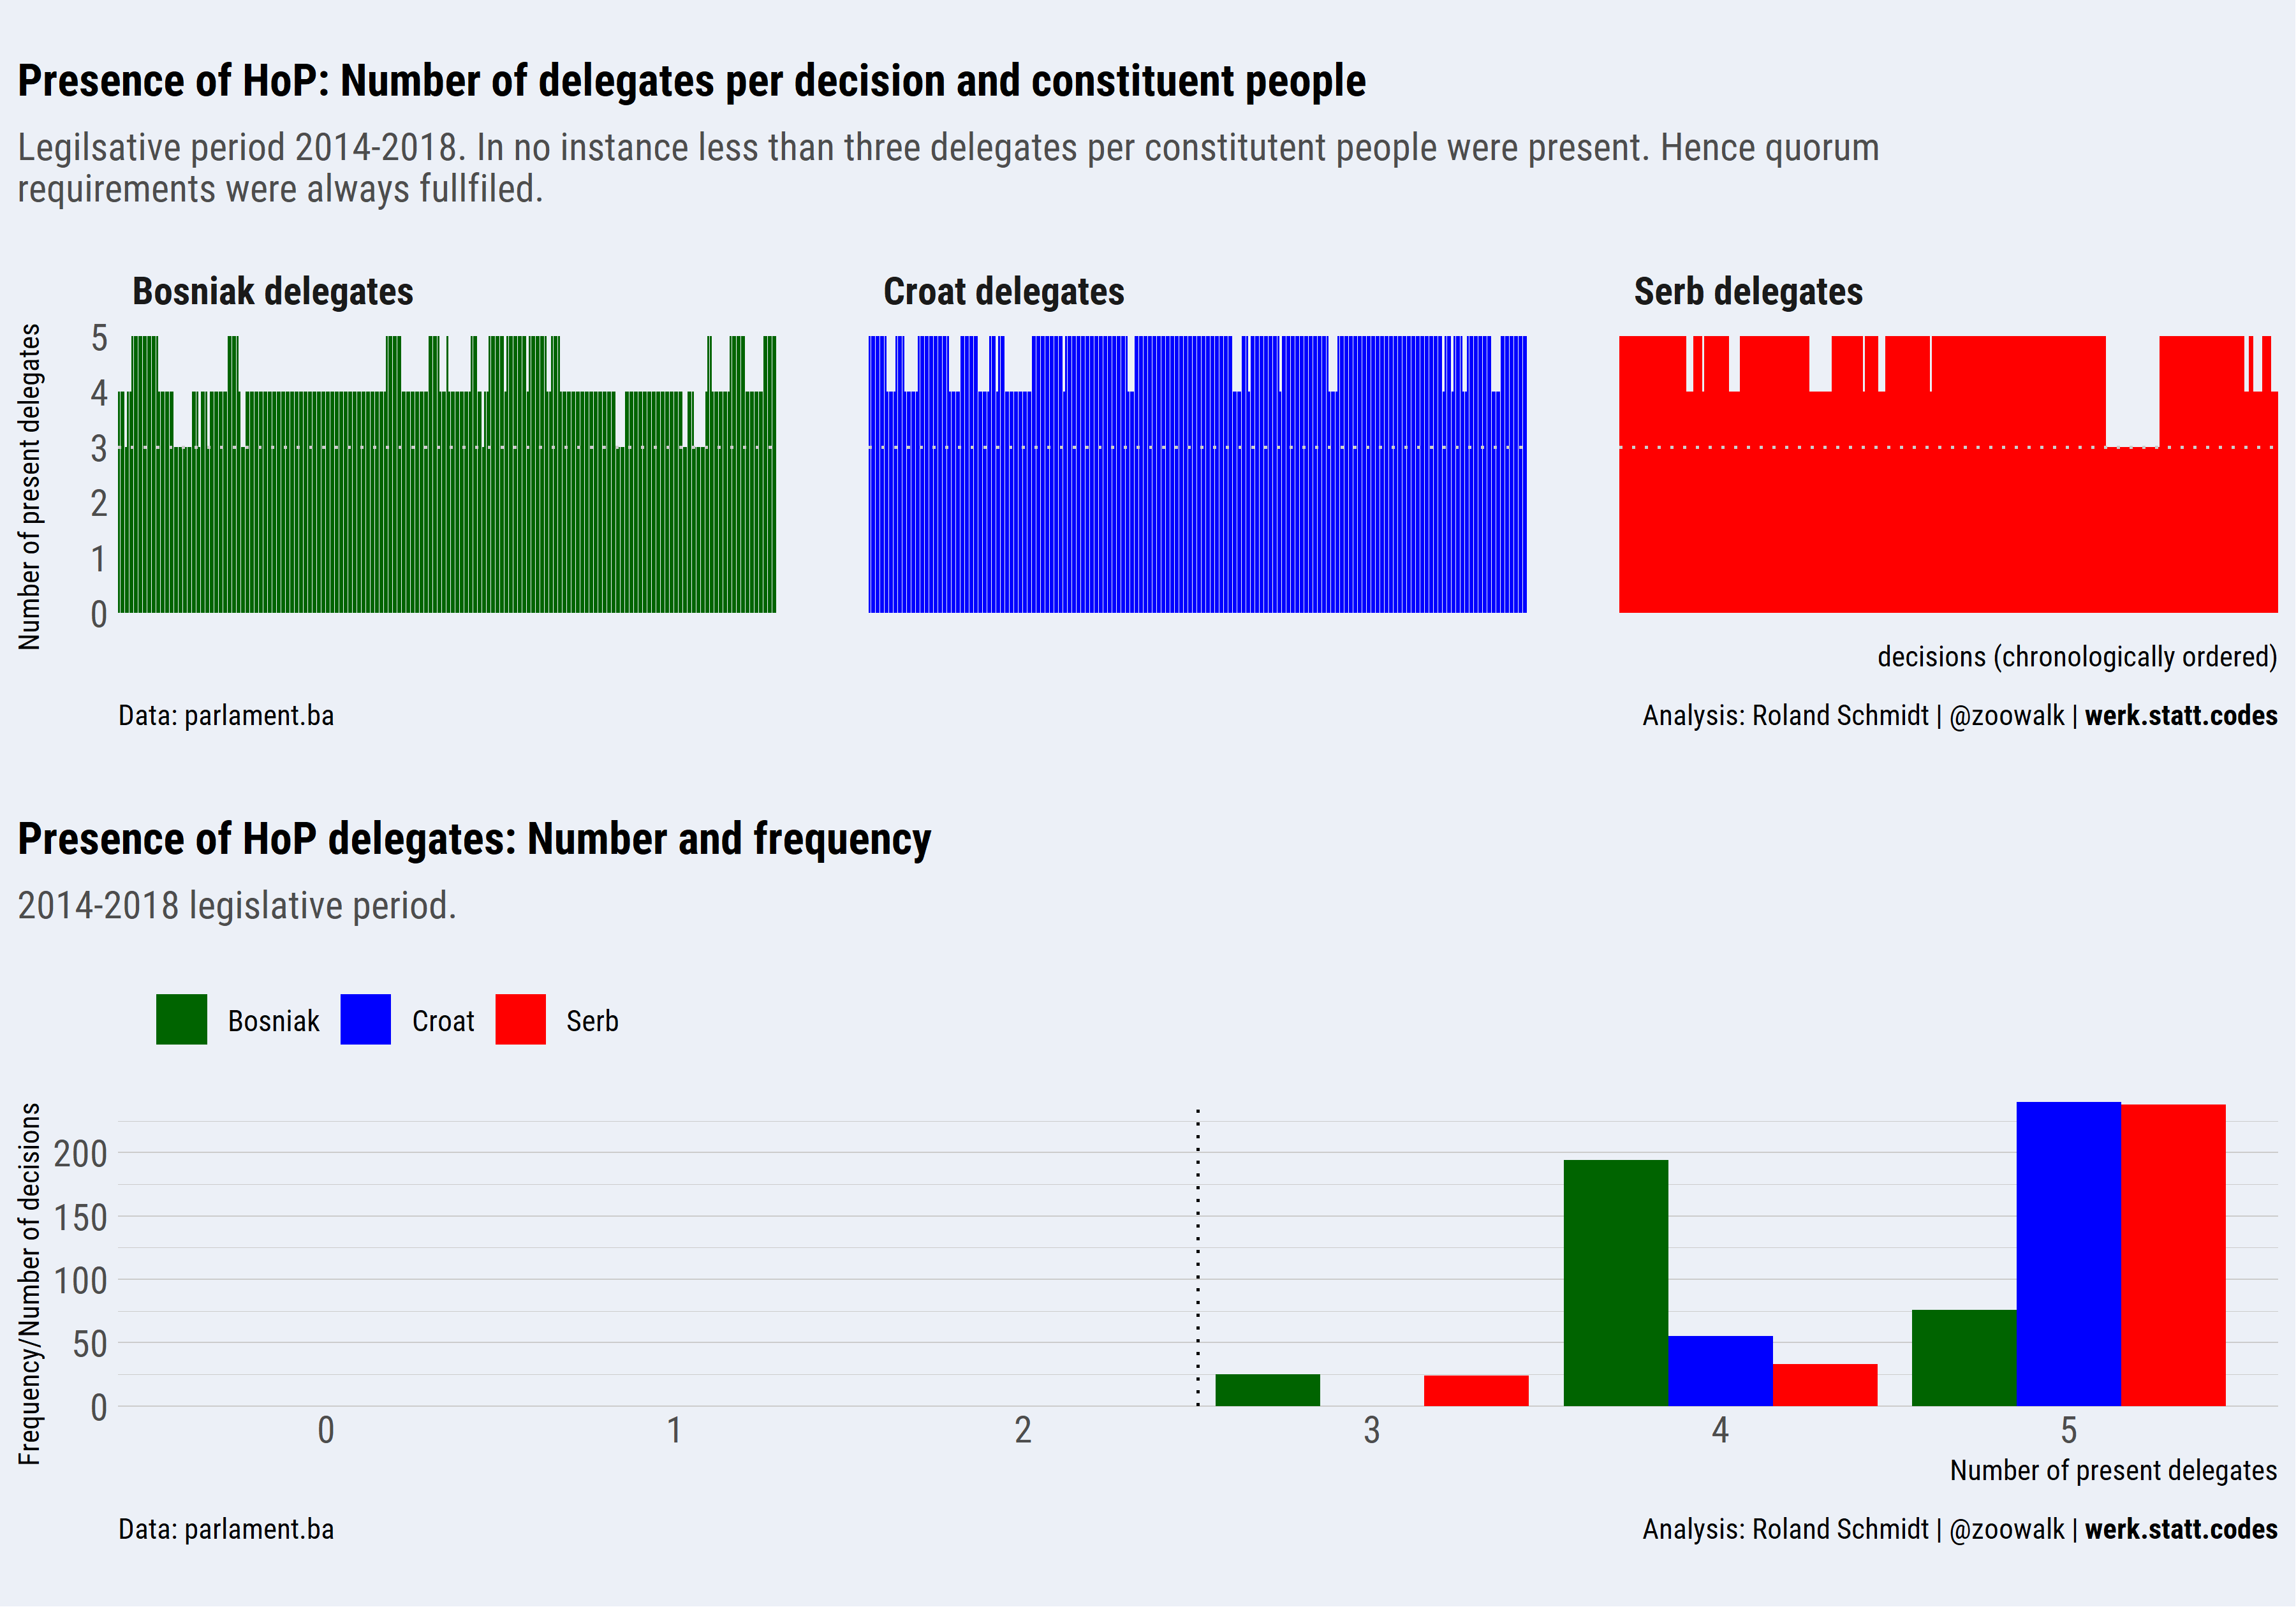 Presence of HoP: Number of delegates per decision and constituent people
Legilsative period 2014-2018. In no instance less than three delegates per constitutent people were present. Hence quorum
requirements were always fullfiled.
Bosniak delegates
Croat delegates
Serb delegates
Number of present delegates
5
4
3
2
1
0
decisions (chronologically ordered)
Data: parlament.ba
Analysis: Roland Schmidt | @zoowalk | werk.statt.codes
Presence of HoP delegates: Number and frequency
2014-2018 legislative period.
Bosniak
Croat
Serb
Frequency/Number of decisions
200
150
100
50
0
0
1
2
3
4
5
Number of present delegates
Data: parlament.ba
Analysis: Roland Schmidt | @zoowalk | werk.statt.codes